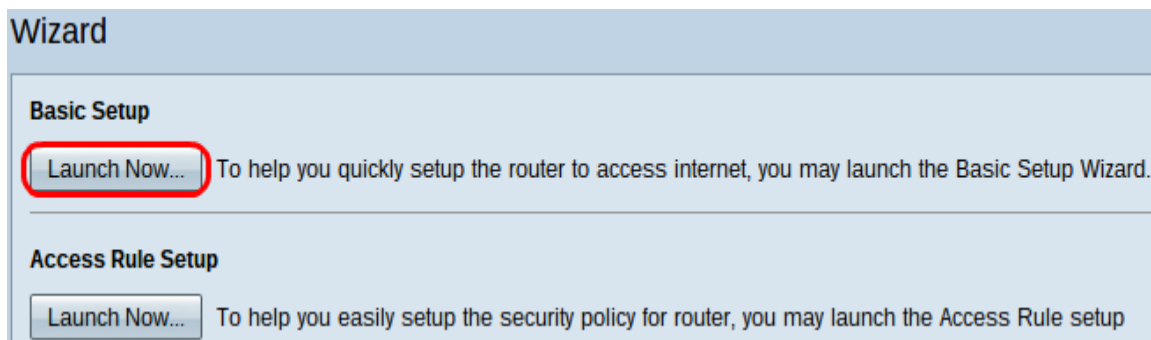 Wizard
Basic Setup
Launch Now... To help you quickly setup the router to access internet, you may launch the Basic Setup Wizard.
Access Rule Setup
Launch Now... To help you easily setup the security policy for router, you may launch the Access Rule setup